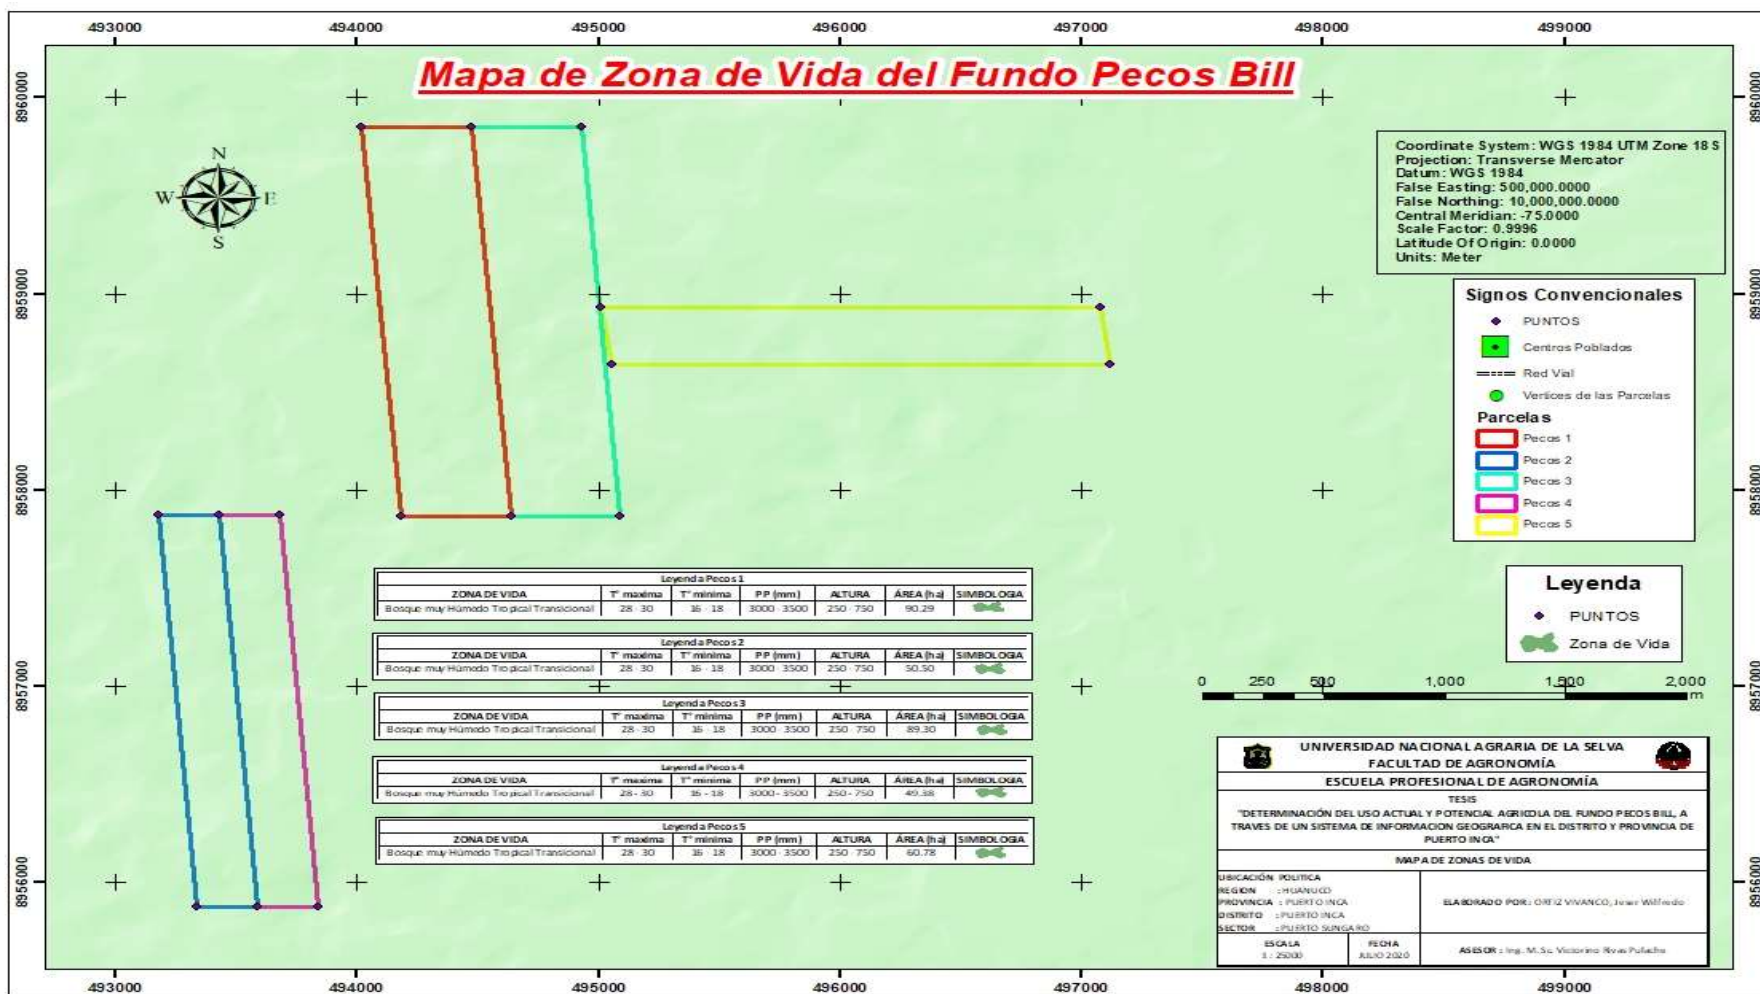 493000 494000 495000 496000 497000 498000 499000
Mapa de Zona de Vida del Fundo Pecos Bill
8960000 8960000
8959000 8959000
8958000 8958000
8957000 8957000
8956000 8956000
N
W E
S
Coordinate System: WGS 1984 UTM Zone 18 S
Projection: Transverse Mercator
Datum: WGS 1984
False Easting: 500,000.0000
False Northing: 10,000,000.0000
Central Meridian: -75.0000
Scale Factor: 0.9996
Latitude Of Origin: 0.0000
Units: Meter
Signos Convencionales
PUNTOS
Centros Poblados
Red Vial
Vertices de las Parcelas
Parcelas
Pecos 1
Pecos 2
Pecos 3
Pecos 4
Pecos 5
Leyenda
PUNTOS
Zona de Vida
0 250 500 1,000 1,500 2,000
m
Leyenda Pecos 1
ZONA DE VIDA T° maxima T° minima PP (mm) ALTURA ÁREA (ha) SIMBOLOGIA
Bosque muy Húmedo Tropical Transicional 28 - 30 16 - 18 3000 - 3500 250 - 750 90.29
Leyenda Pecos 2
ZONA DE VIDA T° maxima T° minima PP (mm) ALTURA ÁREA (ha) SIMBOLOGIA
Bosque muy Húmedo Tropical Transicional 28 - 30 16 - 18 3000 - 3500 250 - 750 50.50
Leyenda Pecos 3
ZONA DE VIDA T° maxima T° minima PP (mm) ALTURA ÁREA (ha) SIMBOLOGIA
Bosque muy Húmedo Tropical Transicional 28 - 30 16 - 18 3000 - 3500 250 - 750 89.30
Leyenda Pecos 4
ZONA DE VIDA T° maxima T° minima PP (mm) ALTURA ÁREA (ha) SIMBOLOGIA
Bosque muy Húmedo Tropical Transicional 28 - 30 16 - 18 3000 - 3500 250 - 750 49.38
Leyenda Pecos 5
ZONA DE VIDA T° maxima T° minima PP (mm) ALTURA ÁREA (ha) SIMBOLOGIA
Bosque muy Húmedo Tropical Transicional 28 - 30 16 - 18 3000 - 3500 250 - 750 60.78
UNIVERSIDAD NACIONAL AGRARIA DE LA SELVA
FACULTAD DE AGRONOMÍA
ESCUELA PROFESIONAL DE AGRONOMÍA
TESIS
"DETERMINACIÓN DEL USO ACTUAL Y POTENCIAL AGRICOLA DEL FUNDO PECOS BILL, A
TRAVES DE UN SISTEMA DE INFORMACION GEOGRAFICA EN EL DISTRITO Y PROVINCIA DE
PUERTO INCA"
MAPA DE ZONAS DE VIDA
UBICACIÓN POLITICA
REGION : HUANUCO
PROVINCIA : PUERTO INCA
DISTRITO : PUERTO INCA
SECTOR : PUERTO SUNGARO
ELABORADO POR: ORTIZ VIVANCO, Wilfredo
ESCALA
1 : 25000
FECHA
JULIO 2020
ASESOR : Ing. M. Sc. Victorino Rivas Pulache
493000 494000 495000 496000 497000 498000 499000